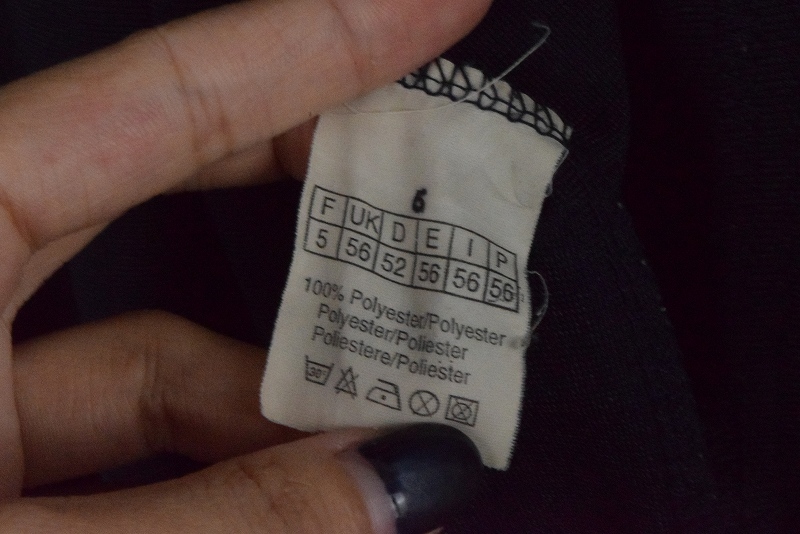 6
F UK D E I P
5 56 52 56 56 56
100% Polyester/Polyester
Polyester/Poliester
Poliestere/Poliester
30°